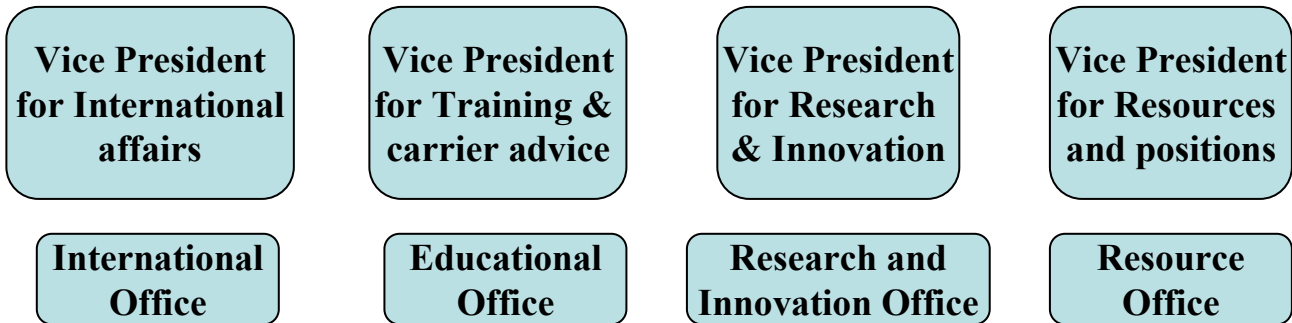 Vice President
for International
affairs
Vice President
for Training &
carrier advice
Vice President
for Research
& Innovation
Vice President
for Resources
and positions
International
Office
Educational
Office
Research and
Innovation Office
Resource
Office